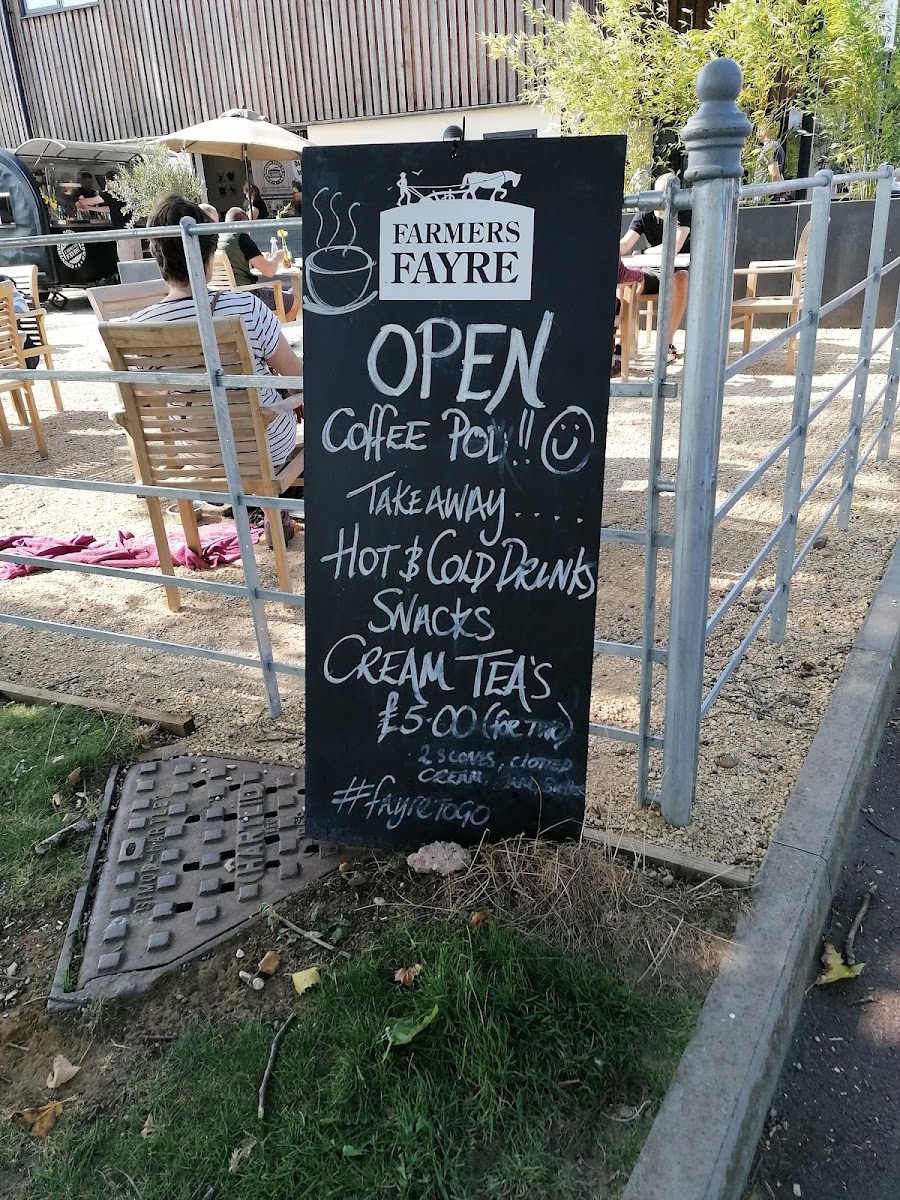 FARMERS
FAYRE
OPEN
COFFEE POD!!
TAKEAWAY.....
HOT & COLD DRINKS
SNACKS
CREAM TEA'S
£5.00 (FOR TWO)
2 SCONES, CLOTTED
CREAM,
#fayreToGo